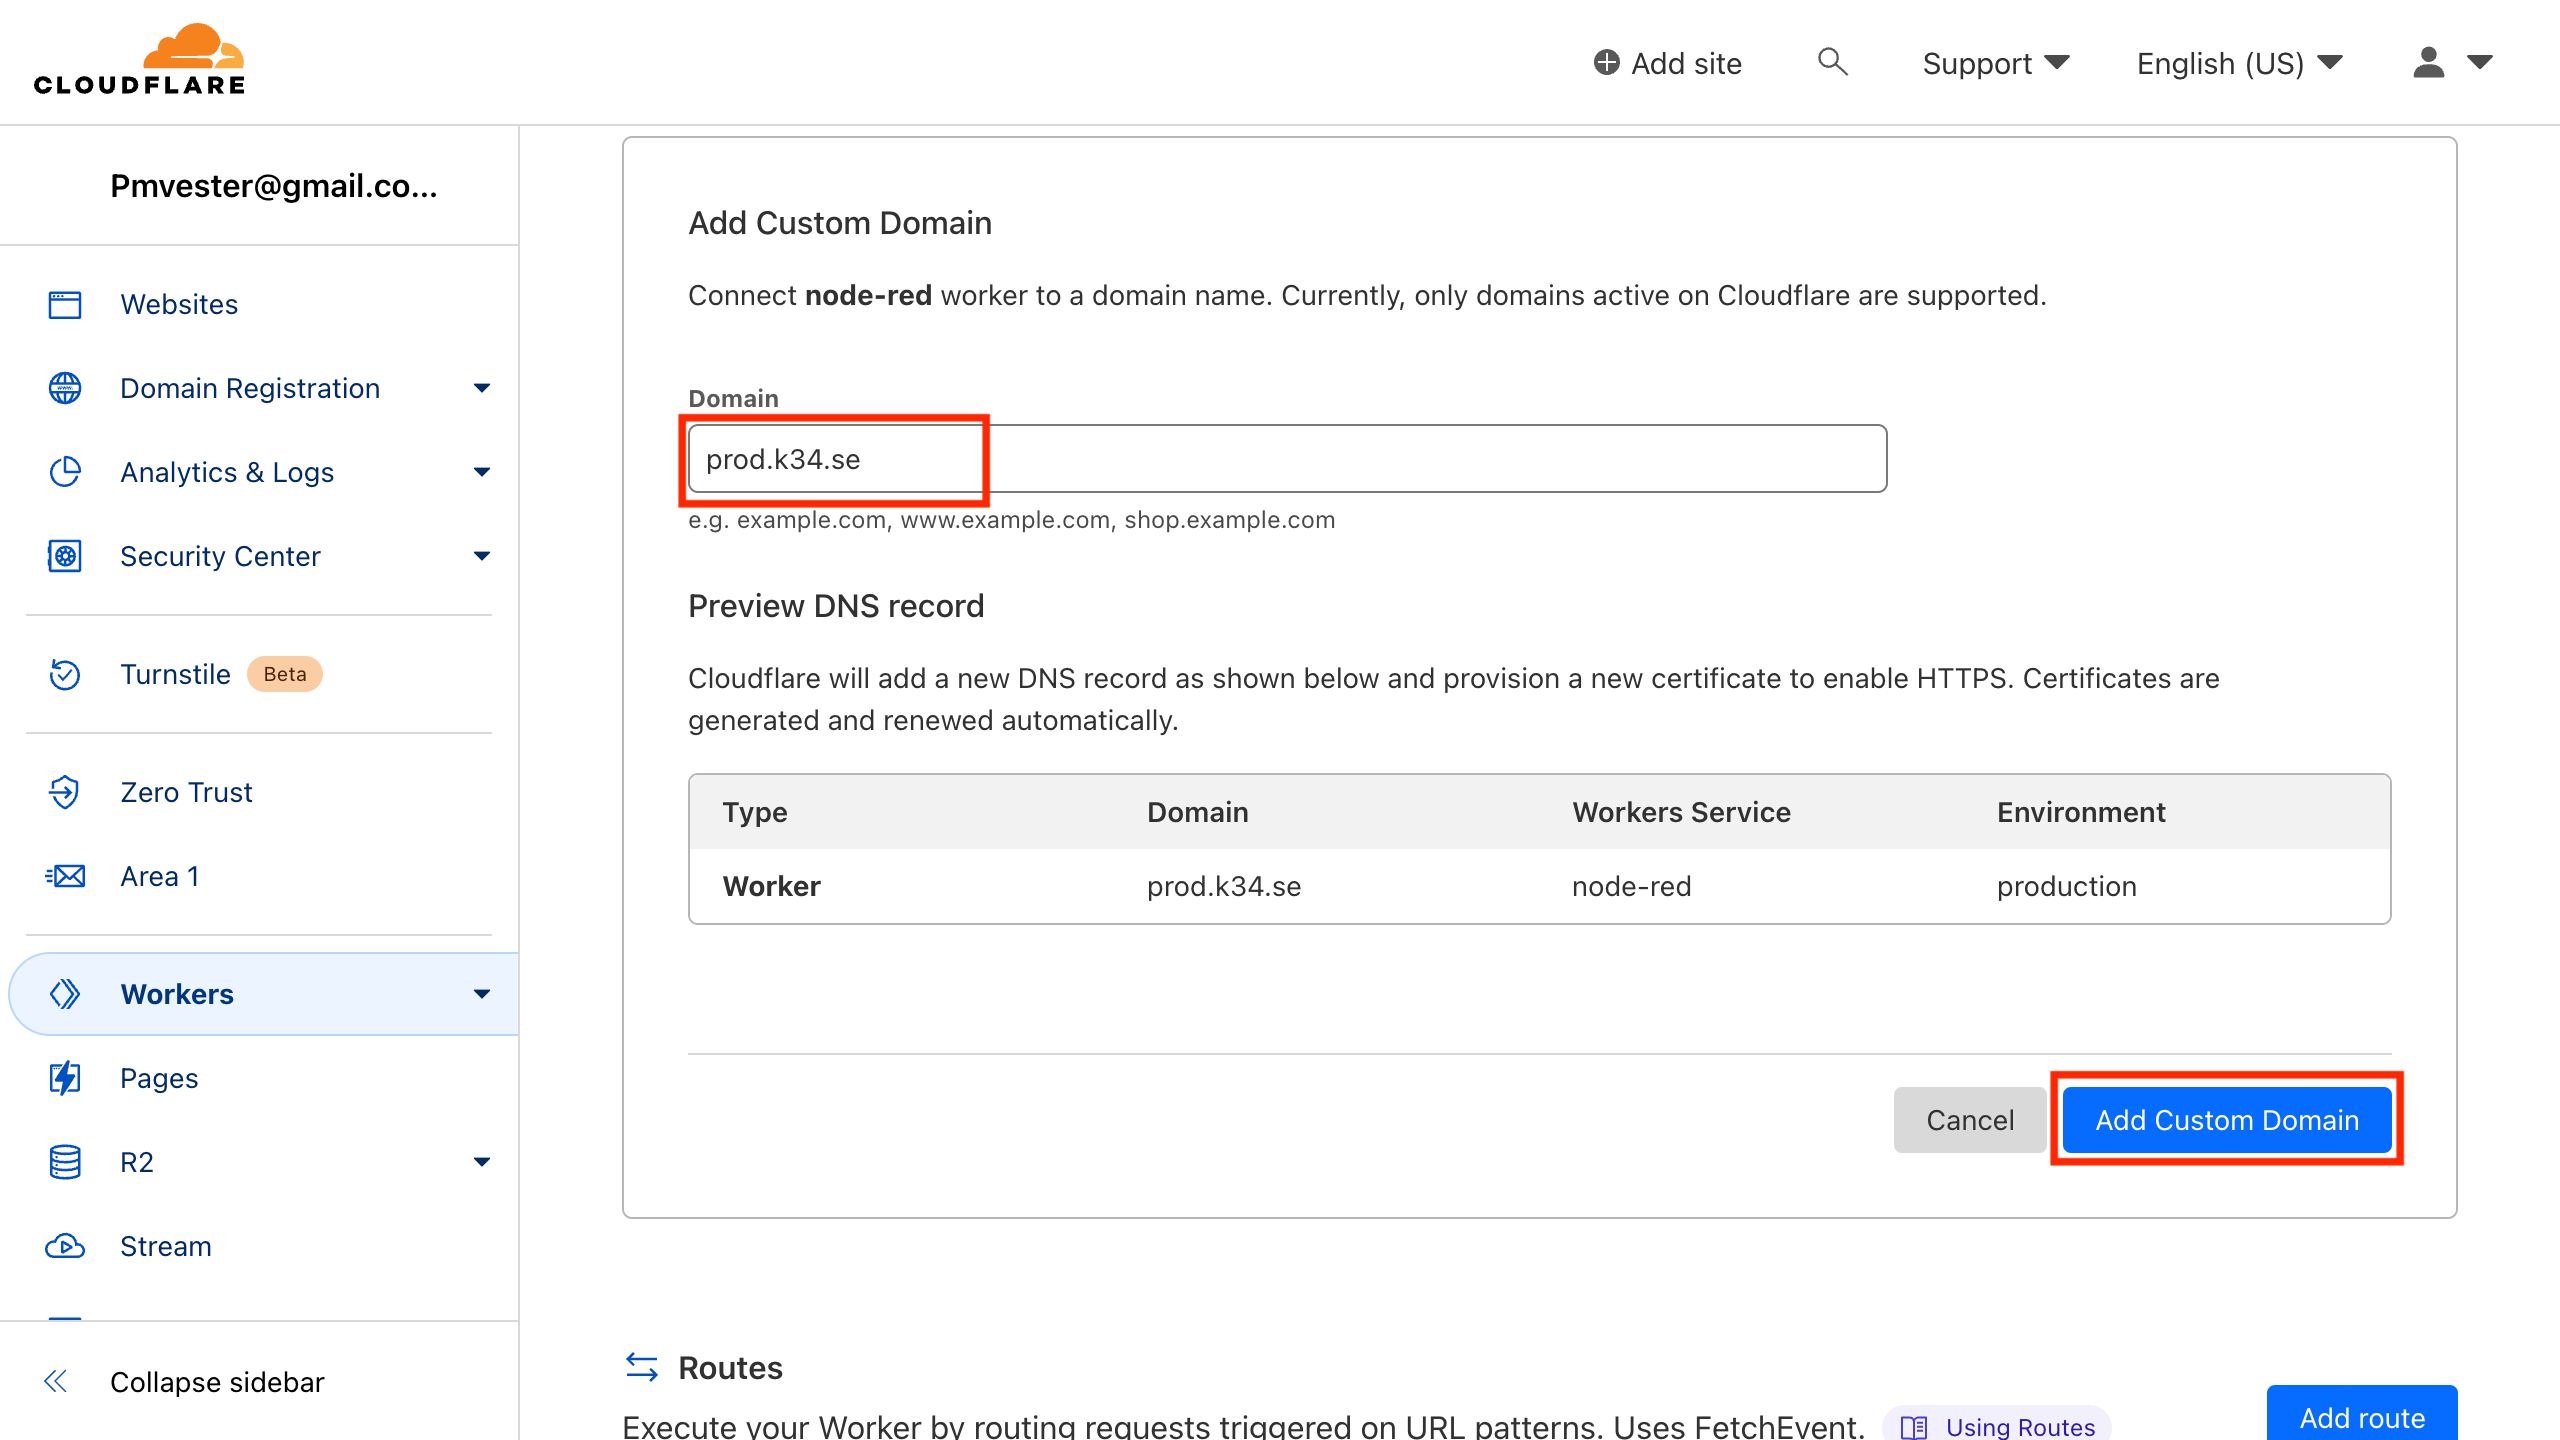 CLOUDFLARE
Add site
Support
English (US)
Pmvester@gmail.co...
Websites
Domain Registration
Analytics & Logs
Security Center
Turnstile Beta
Zero Trust
Area 1
Workers
Pages
R2
Stream
Collapse sidebar
Add Custom Domain
Connect node-red worker to a domain name. Currently, only domains active on Cloudflare are supported.
Domain
prod.k34.se
e.g. example.com, www.example.com, shop.example.com
Preview DNS record
Cloudflare will add a new DNS record as shown below and provision a new certificate to enable HTTPS. Certificates are
generated and renewed automatically.
Type Domain Workers Service Environment
Worker prod.k34.se node-red production
Cancel Add Custom Domain
Routes
Execute your Worker by routing requests triggered on URL patterns. Uses FetchEvent. Using Routes
Add route